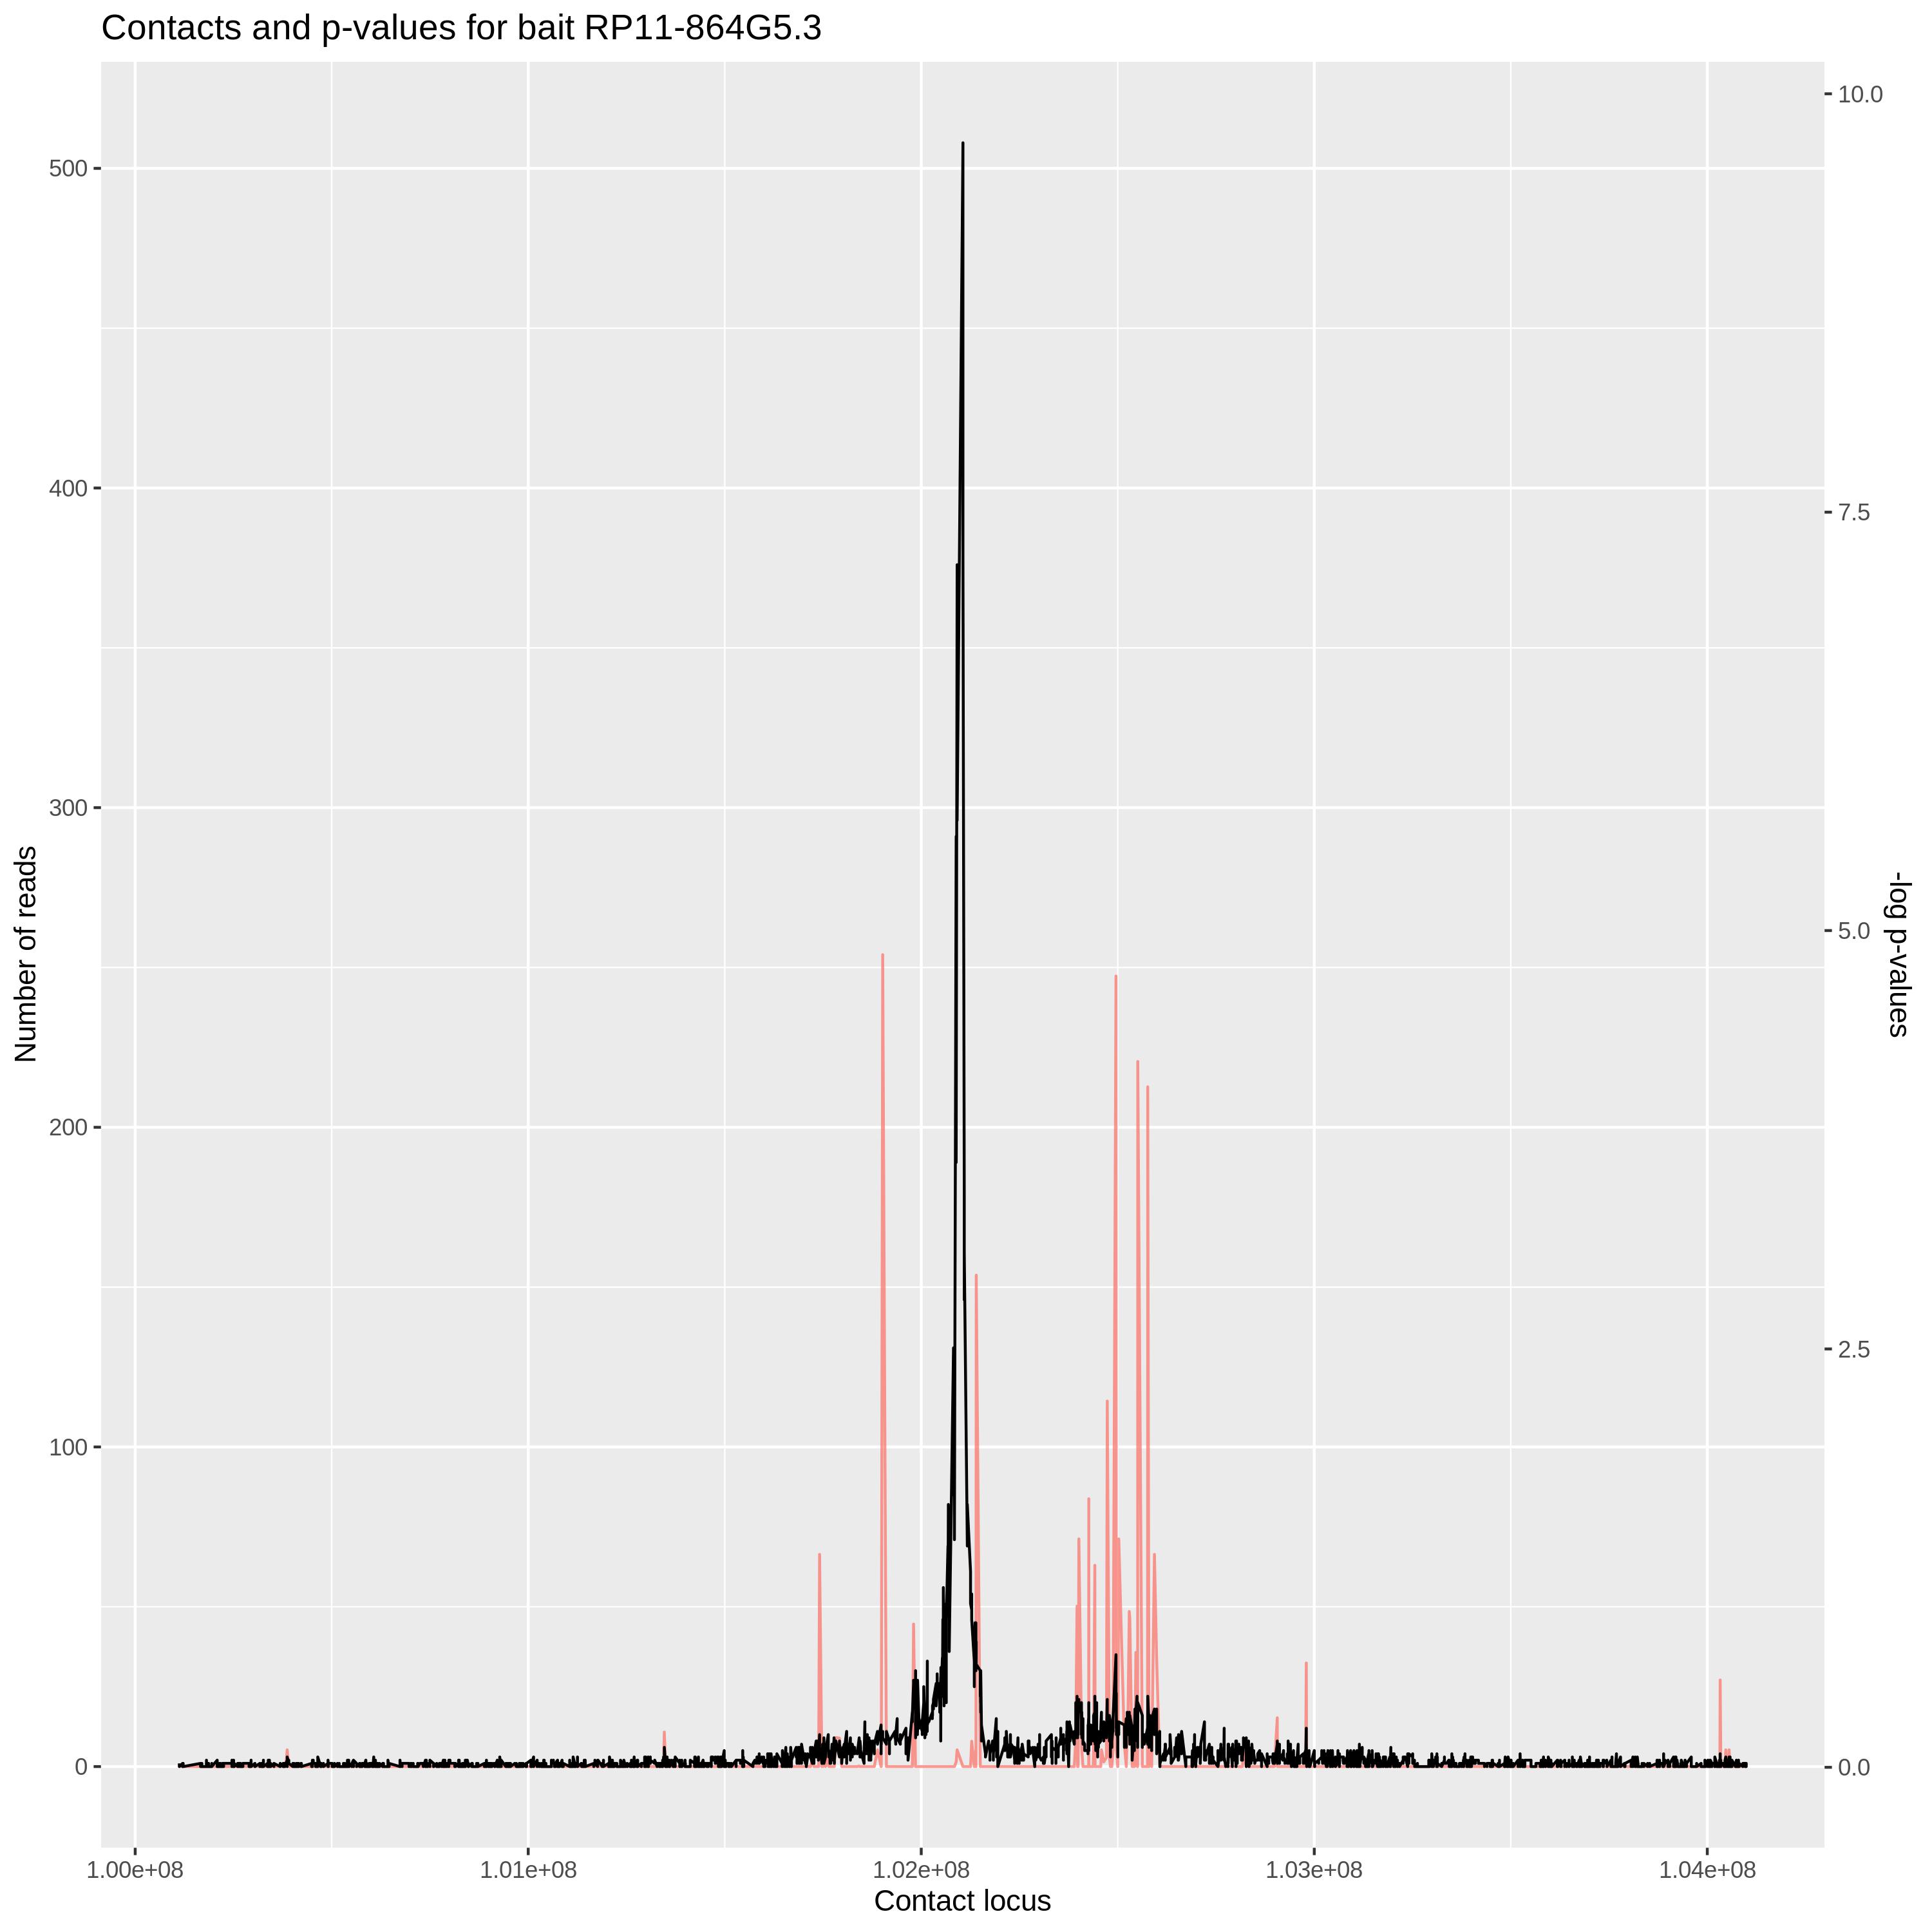 Contacts and p-values for bait RP11-864G5.3
Number of reads
500
400
300
200
100
0
10.0
7.5
5.0
2.5
0.0
-log p-values
1.00e+08
1.01e+08
1.02e+08
1.03e+08
1.04e+08
Contact locus